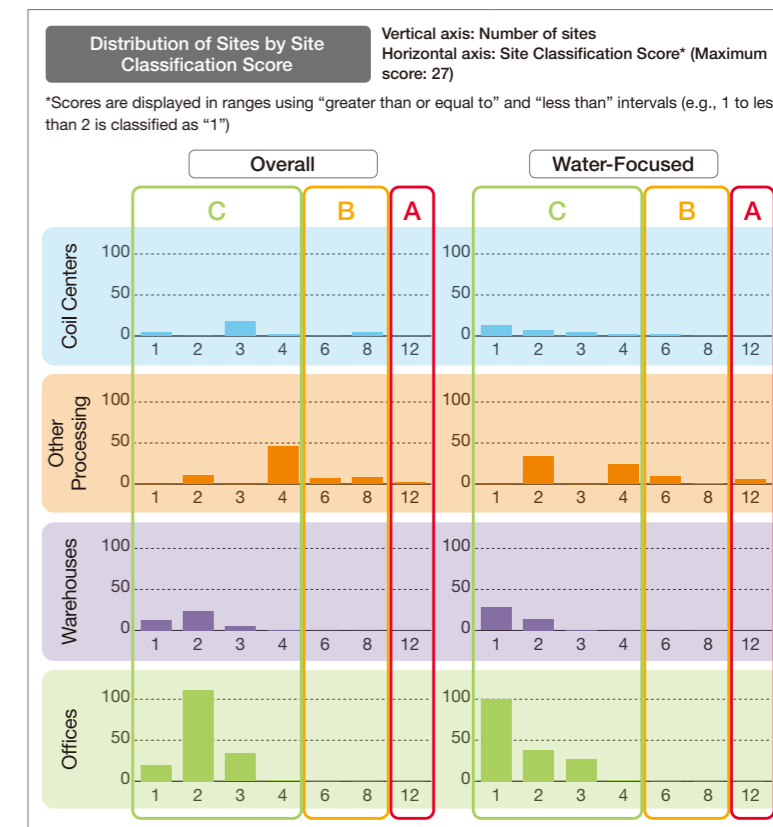 Distribution of Sites by Site
Classification Score
Vertical axis: Number of sites
Horizontal axis: Site Classification Score* (Maximum
score: 27)
*Scores are displayed in ranges using “greater than or equal to” and “less than” intervals (e.g., 1 to les
than 2 is classified as “1”)
Overall
Water-Focused
C B A
C B A
Coil Centers
100
50
0
1 2 3 4 6 8 12
100
50
0
1 2 3 4 6 8 12
Other
Processing
100
50
0
1 2 3 4 6 8 12
100
50
0
1 2 3 4 6 8 12
Warehouses
100
50
0
1 2 3 4 6 8 12
100
50
0
1 2 3 4 6 8 12
Offices
100
50
0
1 2 3 4 6 8 12
100
50
0
1 2 3 4 6 8 12